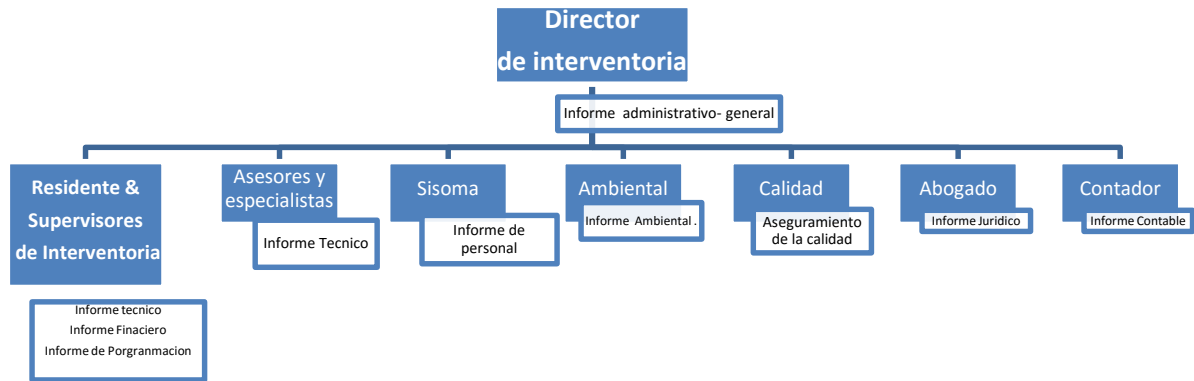 Director
de interventoria
Informe administrativo- general
Residente &
Supervisores
de Interventoria
Informe tecnico
Informe Finaciero
Informe de Porgranmacion
Asesores y
especialistas
Informe Tecnico
Sisoma
Informe de
personal
Ambiental
Informe Ambiental .
Calidad
Aseguramiento
de la calidad
Abogado
Informe Juridico
Contador
Informe Contable